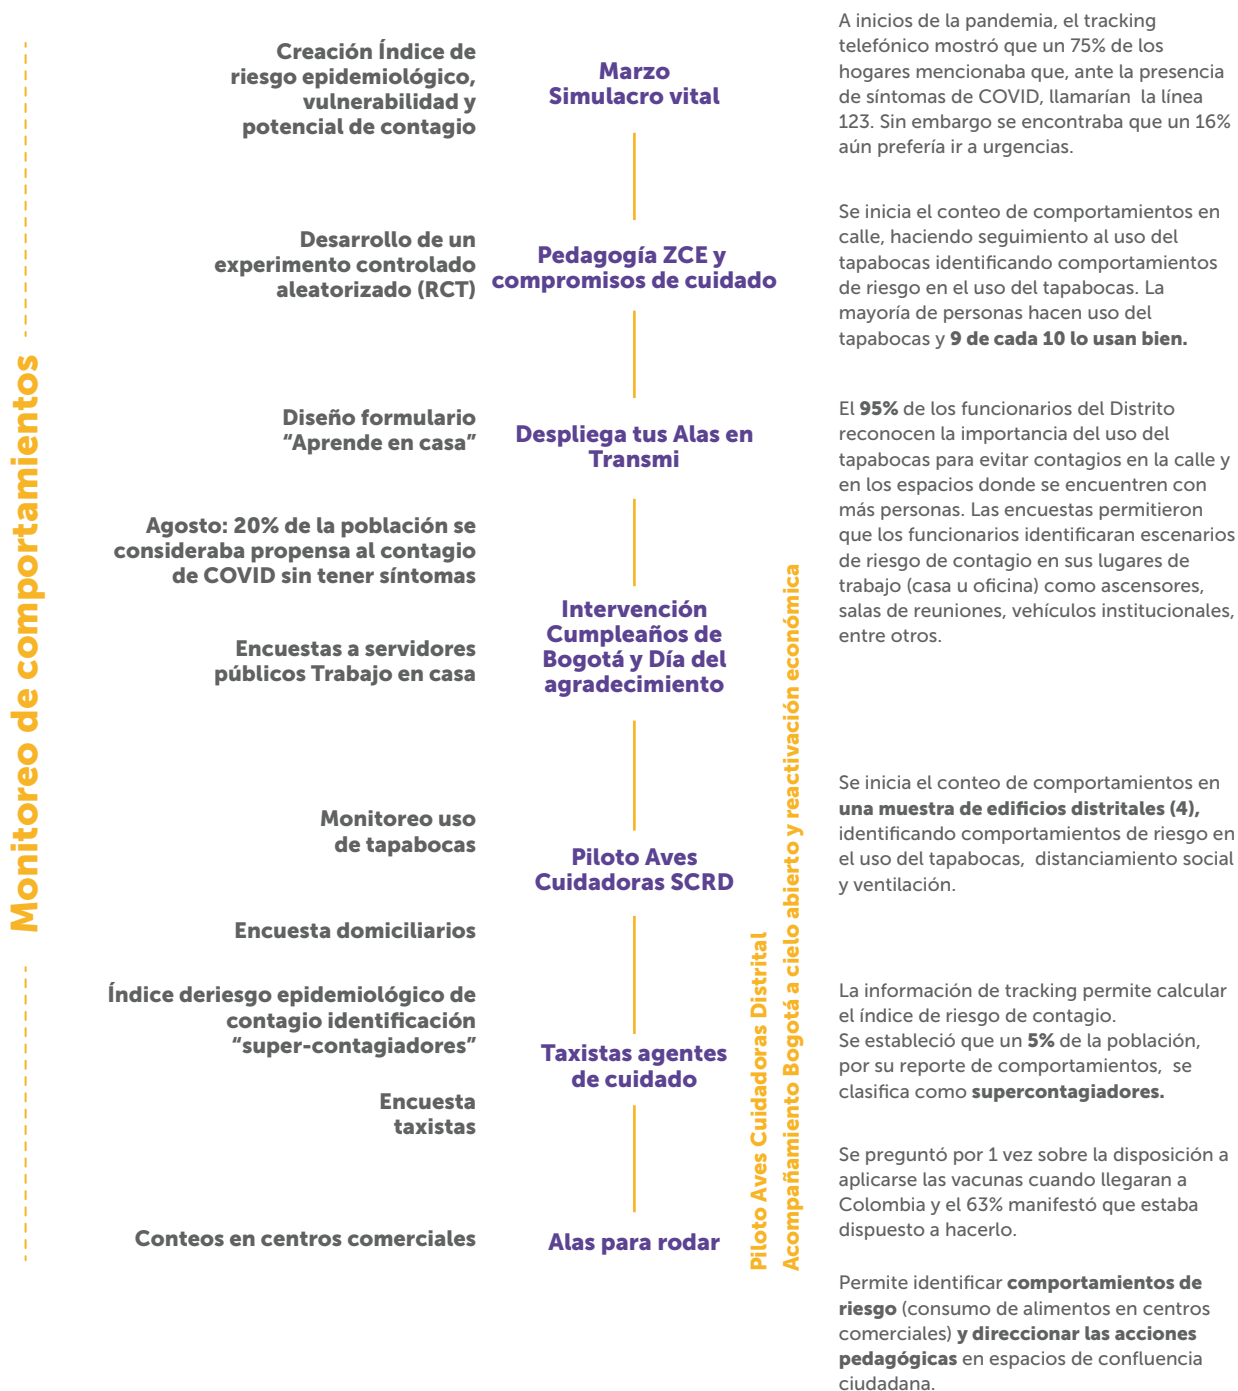 Monitoreo de comportamientos
Creación Índice de
riesgo epidemiológico,
vulnerabilidad y
potencial de contagio
Marzo
Simulacro vital
A inicios de la pandemia, el tracking
telefónico mostró que un 75% de los
hogares mencionaba que, ante la presencia
de síntomas de COVID, llamarían  la línea
123. Sin embargo se encontraba que un 16%
aún prefería ir a urgencias.
Desarrollo de un
experimento controlado
aleatorizado (RCT)
Pedagogía ZCE y
compromisos de cuidado
Se inicia el conteo de comportamientos en
calle, haciendo seguimiento al uso del
tapabocas identificando comportamientos
de riesgo en el uso del tapabocas. La
mayoría de personas hacen uso del
tapabocas y 9 de cada 10 lo usan bien.
Diseño formulario
“Aprende en casa”
Despliega tus Alas en
Transmi
El 95% de los funcionarios del Distrito
reconocen la importancia del uso del
tapabocas para evitar contagios en la calle y
en los espacios donde se encuentren con
más personas. Las encuestas permitieron
que los funcionarios identificaran escenarios
de riesgo de contagio en sus lugares de
trabajo (casa u oficina) como ascensores,
salas de reuniones, vehículos institucionales,
entre otros.
Agosto: 20% de la población se
consideraba propensa al contagio
de COVID sin tener síntomas
Encuestas a servidores
públicos Trabajo en casa
Intervención
Cumpleaños de
Bogotá y Día del
agradecimiento
Piloto Aves Cuidadoras Distrital
Acompañamiento Bogotá a cielo abierto y reactivación económica
Monitoreo uso
de tapabocas
Piloto Aves
Cuidadoras SCRD
Se inicia el conteo de comportamientos en
una muestra de edificios distritales (4),
identificando comportamientos de riesgo en
el uso del tapabocas,  distanciamiento social
y ventilación.
Encuesta domiciliarios
Índice deriesgo epidemiológico de
contagio identificación
“super-contagiadores”
Encuesta
taxistas
Taxistas agentes
de cuidado
La información de tracking permite calcular
el índice de riesgo de contagio.
Se estableció que un 5% de la población,
por su reporte de comportamientos,  se
clasifica como supercontagiadores.
Se preguntó por 1 vez sobre la disposición a
aplicarse las vacunas cuando llegaran a
Colombia y el 63% manifestó que estaba
dispuesto a hacerlo.
Conteos en centros comerciales
Alas para rodar
Permite identificar comportamientos de
riesgo (consumo de alimentos en centros
comerciales) y direccionar las acciones
pedagógicas en espacios de confluencia
ciudadana.